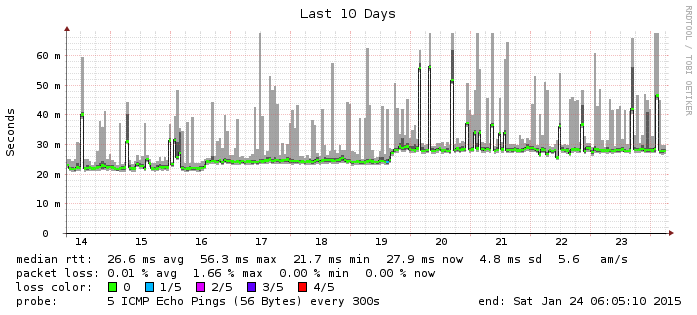 Last 10 Days
RRDTOOL / TOBI OETIKER
Seconds
60 m
50 m
40 m
30 m
20 m
10 m
0
14 15 16 17 18 19 20 21 22 23
median rtt: 26.6 ms avg 56.3 ms max 21.7 ms min 27.9 ms now 4.8 ms sd 5.6 am/s
packet loss: 0.01 % avg 1.66 % max 0.00 % min 0.00 % now
loss color: 0 1/5 2/5 3/5 4/5
probe: 5 ICMP Echo Pings (56 Bytes) every 300s end: Sat Jan 24 06:05:10 2015